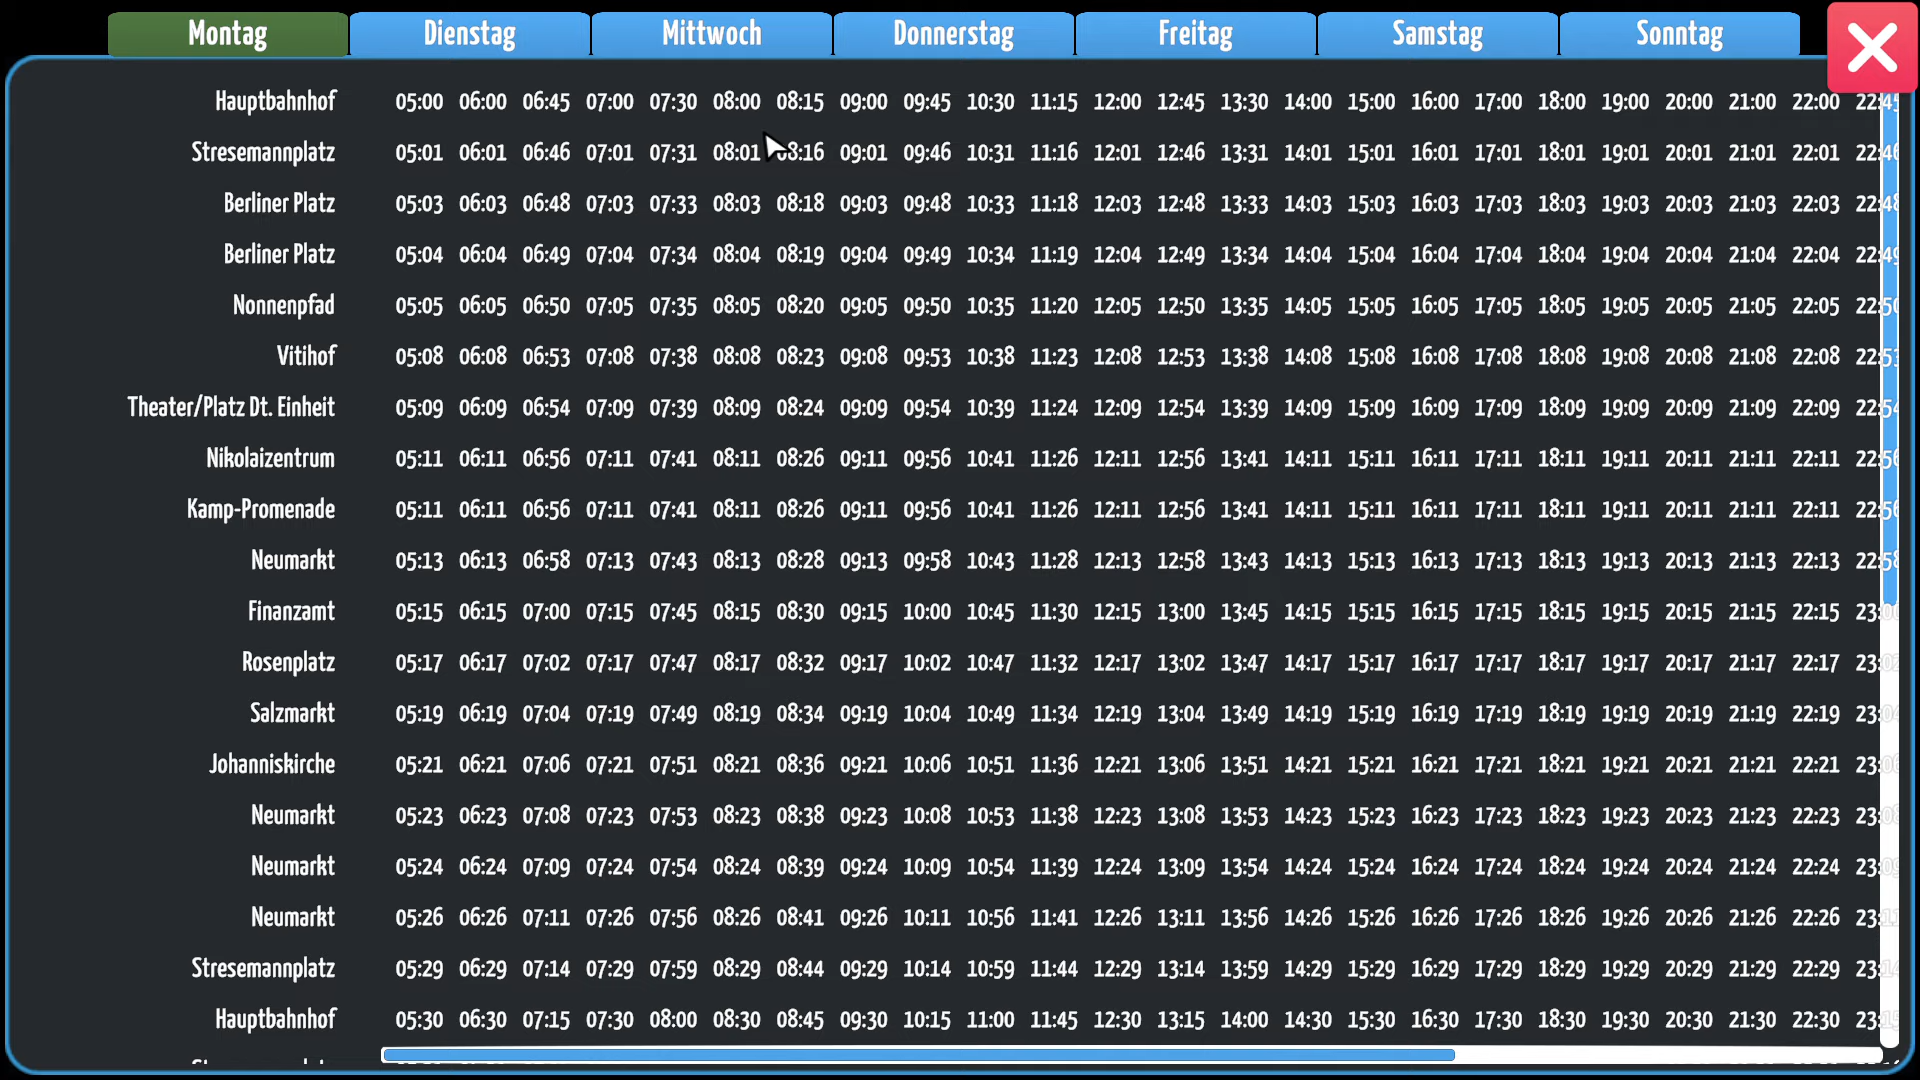 Montag Dienstag Mittwoch Donnerstag Freitag Samstag Sonntag
Hauptbahnhof 05:00 06:00 06:45 07:00 07:30 08:00 08:15 09:00 09:45 10:30 11:15 12:00 12:45 13:30 14:00 15:00 16:00 17:00 18:00 19:00 20:00 21:00 22:00 22:45
Stresemannplatz 05:01 06:01 06:46 07:01 07:31 08:01 08:16 09:01 09:46 10:31 11:16 12:01 12:46 13:31 14:01 15:01 16:01 17:01 18:01 19:01 20:01 21:01 22:01 22:46
Berliner Platz 05:03 06:03 06:48 07:03 07:33 08:03 08:18 09:03 09:48 10:33 11:18 12:03 12:48 13:33 14:03 15:03 16:03 17:03 18:03 19:03 20:03 21:03 22:03 22:48
Berliner Platz 05:04 06:04 06:49 07:04 07:34 08:04 08:19 09:04 09:49 10:34 11:19 12:04 12:49 13:34 14:04 15:04 16:04 17:04 18:04 19:04 20:04 21:04 22:04 22:49
Nonnenpfad 05:05 06:05 06:50 07:05 07:35 08:05 08:20 09:05 09:50 10:35 11:20 12:05 12:50 13:35 14:05 15:05 16:05 17:05 18:05 19:05 20:05 21:05 22:05 22:50
Vitihof 05:08 06:08 06:53 07:08 07:38 08:08 08:23 09:08 09:53 10:38 11:23 12:08 12:53 13:38 14:08 15:08 16:08 17:08 18:08 19:08 20:08 21:08 22:08 22:53
Theater/Platz Dt. Einheit 05:09 06:09 06:54 07:09 07:39 08:09 08:24 09:09 09:54 10:39 11:24 12:09 12:54 13:39 14:09 15:09 16:09 17:09 18:09 19:09 20:09 21:09 22:09 22:54
Nikolaizentrum 05:11 06:11 06:56 07:11 07:41 08:11 08:26 09:11 09:56 10:41 11:26 12:11 12:56 13:41 14:11 15:11 16:11 17:11 18:11 19:11 20:11 21:11 22:11 22:56
Kamp-Promenade 05:11 06:11 06:56 07:11 07:41 08:11 08:26 09:11 09:56 10:41 11:26 12:11 12:56 13:41 14:11 15:11 16:11 17:11 18:11 19:11 20:11 21:11 22:11 22:56
Neumarkt 05:13 06:13 06:58 07:13 07:43 08:13 08:28 09:13 09:58 10:43 11:28 12:13 12:58 13:43 14:13 15:13 16:13 17:13 18:13 19:13 20:13 21:13 22:13 22:58
Finanzamt 05:15 06:15 07:00 07:15 07:45 08:15 08:30 09:15 10:00 10:45 11:30 12:15 13:00 13:45 14:15 15:15 16:15 17:15 18:15 19:15 20:15 21:15 22:15 23:00
Rosenplatz 05:17 06:17 07:02 07:17 07:47 08:17 08:32 09:17 10:02 10:47 11:32 12:17 13:02 13:47 14:17 15:17 16:17 17:17 18:17 19:17 20:17 21:17 22:17 23:02
Salzmarkt 05:19 06:19 07:04 07:19 07:49 08:19 08:34 09:19 10:04 10:49 11:34 12:19 13:04 13:49 14:19 15:19 16:19 17:19 18:19 19:19 20:19 21:19 22:19 23:04
Johanniskirche 05:21 06:21 07:06 07:21 07:51 08:21 08:36 09:21 10:06 10:51 11:36 12:21 13:06 13:51 14:21 15:21 16:21 17:21 18:21 19:21 20:21 21:21 22:21 23:06
Neumarkt 05:23 06:23 07:08 07:23 07:53 08:23 08:38 09:23 10:08 10:53 11:38 12:23 13:08 13:53 14:23 15:23 16:23 17:23 18:23 19:23 20:23 21:23 22:23 23:08
Neumarkt 05:24 06:24 07:09 07:24 07:54 08:24 08:39 09:24 10:09 10:54 11:39 12:24 13:09 13:54 14:24 15:24 16:24 17:24 18:24 19:24 20:24 21:24 22:24 23:09
Neumarkt 05:26 06:26 07:11 07:26 07:56 08:26 08:41 09:26 10:11 10:56 11:41 12:26 13:11 13:56 14:26 15:26 16:26 17:26 18:26 19:26 20:26 21:26 22:26 23:11
Stresemannplatz 05:29 06:29 07:14 07:29 07:59 08:29 08:44 09:29 10:14 10:59 11:44 12:29 13:14 13:59 14:29 15:29 16:29 17:29 18:29 19:29 20:29 21:29 22:29 23:14
Hauptbahnhof 05:30 06:30 07:15 07:30 08:00 08:30 08:45 09:30 10:15 11:00 11:45 12:30 13:15 14:00 14:30 15:30 16:30 17:30 18:30 19:30 20:30 21:30 22:30 23:15